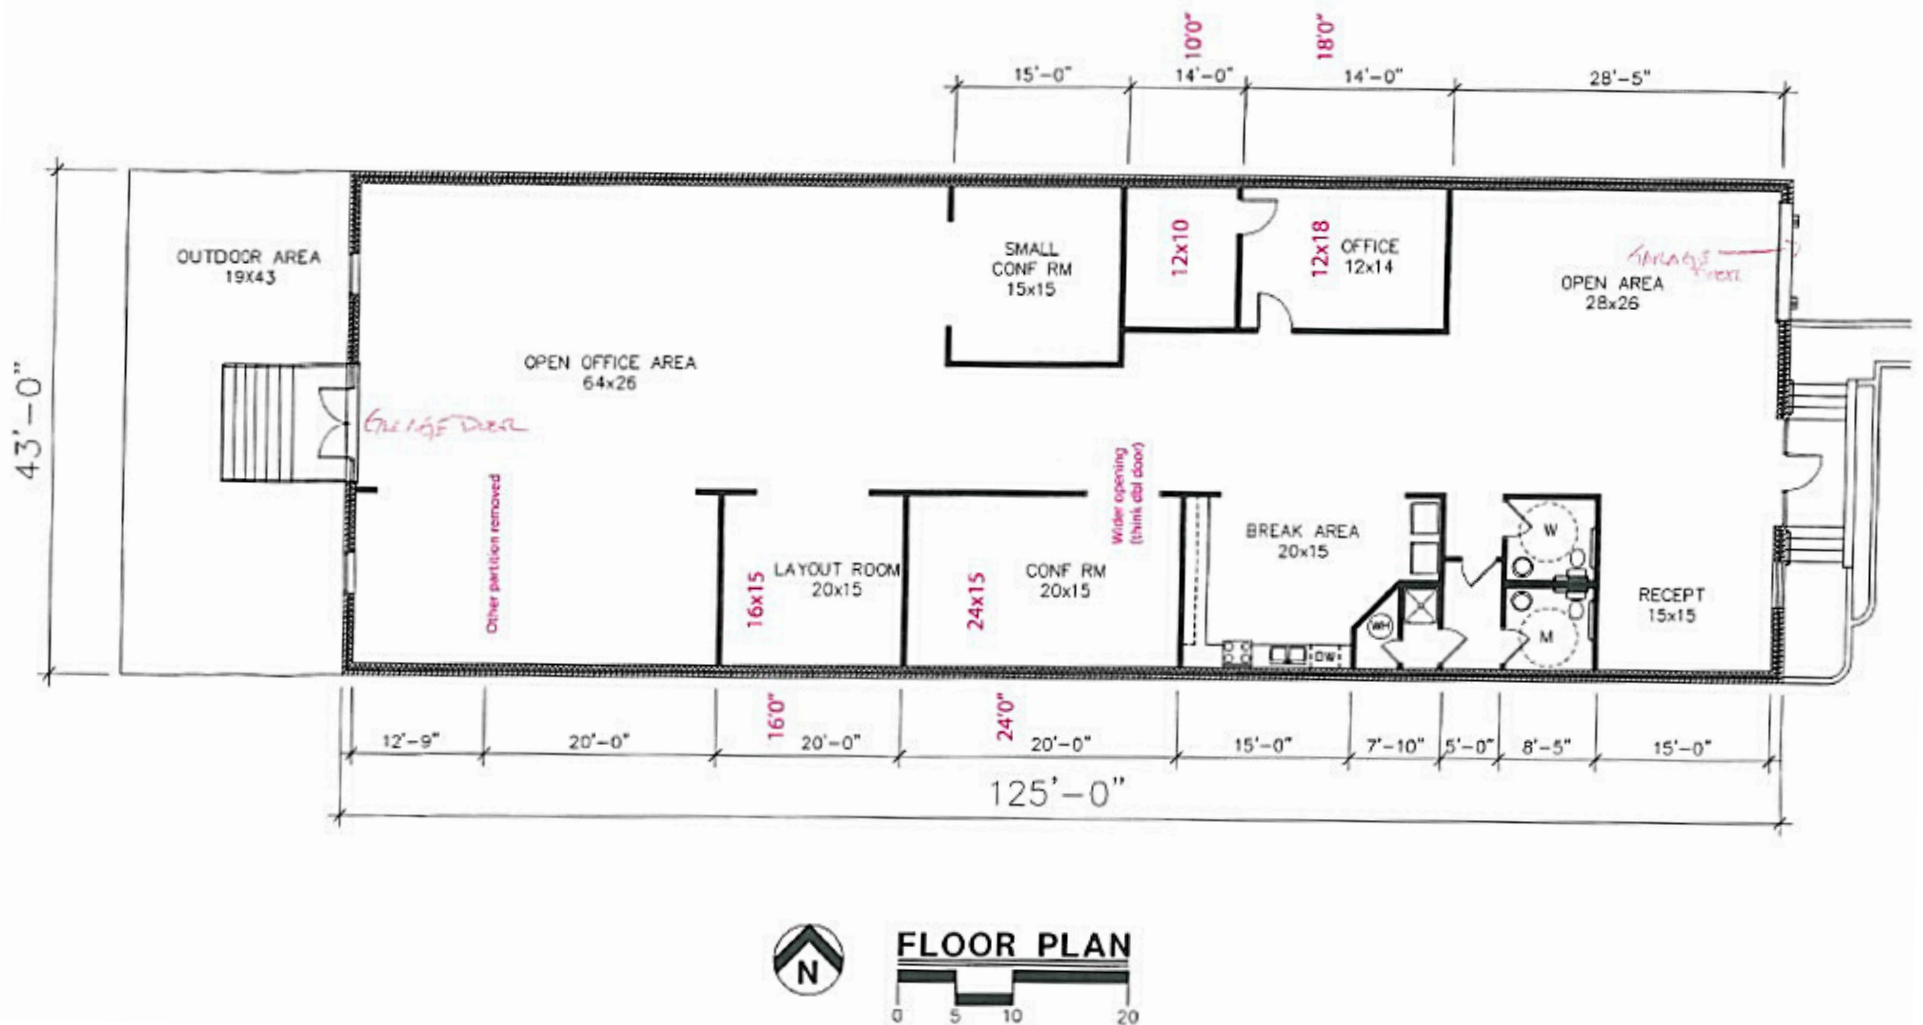 10'0"
18'0"
15'-0"
14'-0"
14'-0"
28'-5"
43'-0"
OUTDOOR AREA
19X43
SMALL
CONF RM
15x15
12x10
12x18
OFFICE
12x14
OPEN AREA
28x26
GARAGE
DOOR
OPEN OFFICE AREA
64x26
GARAGE DOOR
Other partition removed
Wider opening
(think dbl door)
LAYOUT ROOM
20x15
16x15
CONF RM
20x15
24x15
BREAK AREA
20x15
W
M
WH
DW
RECEPT
15x15
16'0"
24'0"
12'-9"
20'-0"
20'-0"
20'-0"
15'-0"
7'-10"
5'-0"
8'-5"
15'-0"
125'-0"
N
FLOOR PLAN
0 5 10 20